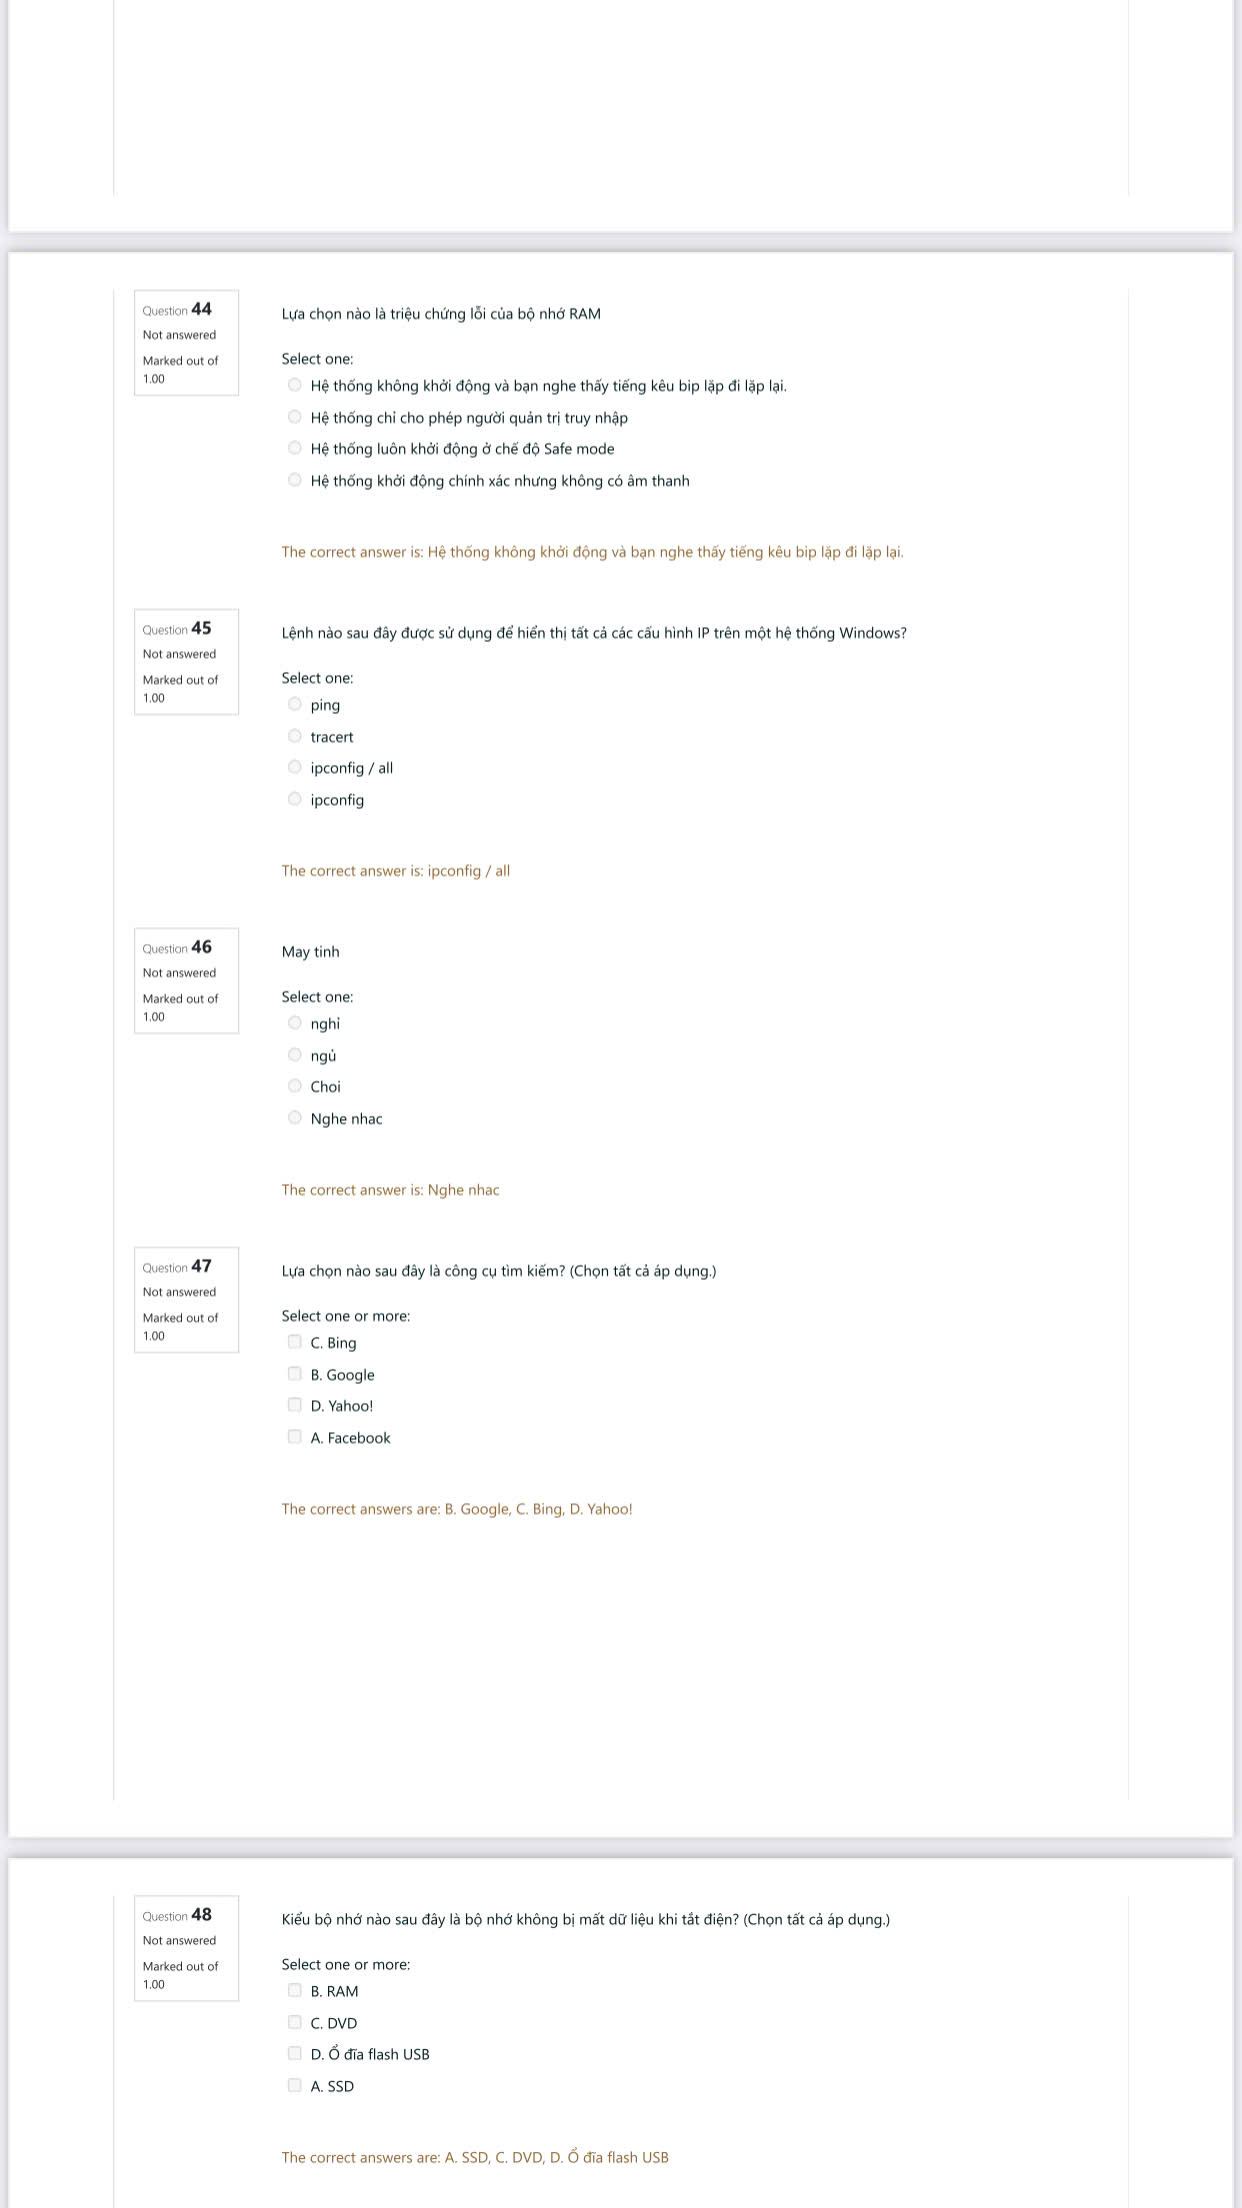 Question 44
Not answered
Marked out of
1.00
Lựa chọn nào là triệu chứng lỗi của bộ nhớ RAM
Select one:
Hệ thống không khởi động và bạn nghe thấy tiếng kêu bip lặp đi lặp lại.
Hệ thống chỉ cho phép người quản trị truy nhập
Hệ thống luôn khởi động ở chế độ Safe mode
Hệ thống khởi động chính xác nhưng không có âm thanh
The correct answer is: Hệ thống không khởi động và bạn nghe thấy tiếng kêu bip lặp đi lặp lại.
Question 45
Not answered
Marked out of
1.00
Lệnh nào sau đây được sử dụng để hiển thị tất cả các cấu hình IP trên một hệ thống Windows?
Select one:
ping
tracert
ipconfig / all
ipconfig
The correct answer is: ipconfig / all
Question 46
Not answered
Marked out of
1.00
May tinh
Select one:
nghỉ
ngủ
Choi
Nghe nhac
The correct answer is: Nghe nhac
Question 47
Not answered
Marked out of
1.00
Lựa chọn nào sau đây là công cụ tìm kiếm? (Chọn tất cả áp dụng.)
Select one or more:
C. Bing
B. Google
D. Yahoo!
A. Facebook
The correct answers are: B. Google, C. Bing, D. Yahoo!
Question 48
Not answered
Marked out of
1.00
Kiểu bộ nhớ nào sau đây là bộ nhớ không bị mất dữ liệu khi tắt điện? (Chọn tất cả áp dụng.)
Select one or more:
B. RAM
C. DVD
D. Ổ đĩa flash USB
A. SSD
The correct answers are: A. SSD, C. DVD, D. Ổ đĩa flash USB